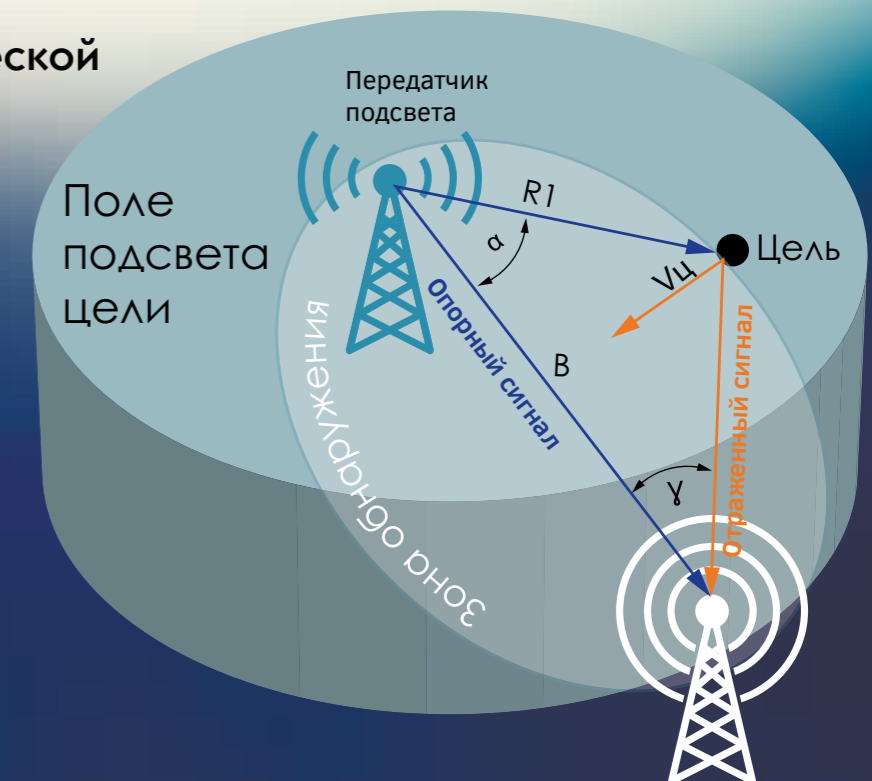 еской
Передатчик
подсвета
Поле
подсвета
цели
R1
α
Цель
Vц
Опорный сигнал
B
Зона обнаружения
γ
Отраженный сигнал